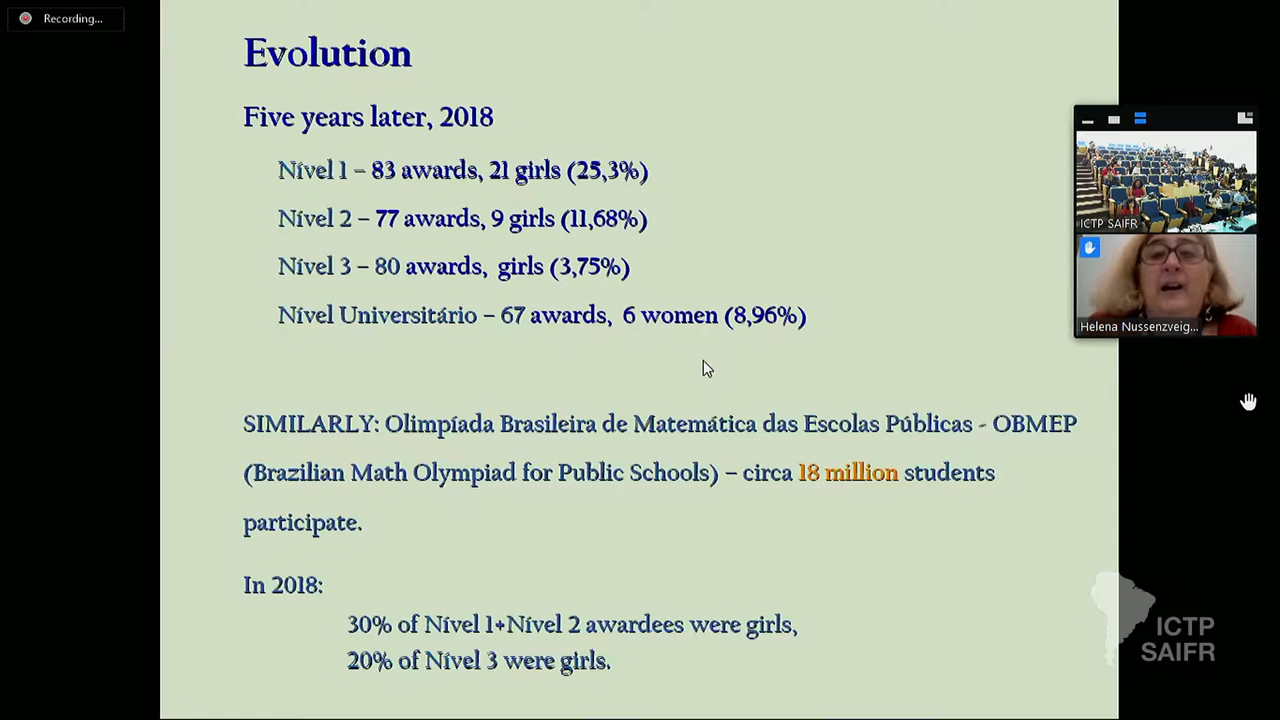 Recording...
Evolution
Five years later, 2018
Nível 1 – 83 awards, 21 girls (25,3%)
Nível 2 – 77 awards, 9 girls (11,68%)
Nível 3 – 80 awards, girls (3,75%)
Nível Universitário – 67 awards, 6 women (8,96%)
SIMILARLY: Olimpíada Brasileira de Matemática das Escolas Públicas - OBMEP
(Brazilian Math Olympiad for Public Schools) – circa 18 million students
participate.
In 2018:
30% of Nível 1+Nível 2 awardees were girls,
20% of Nível 3 were girls.
ICTP SAIFR
Helena Nussenzveig...
ICTP
SAIFR